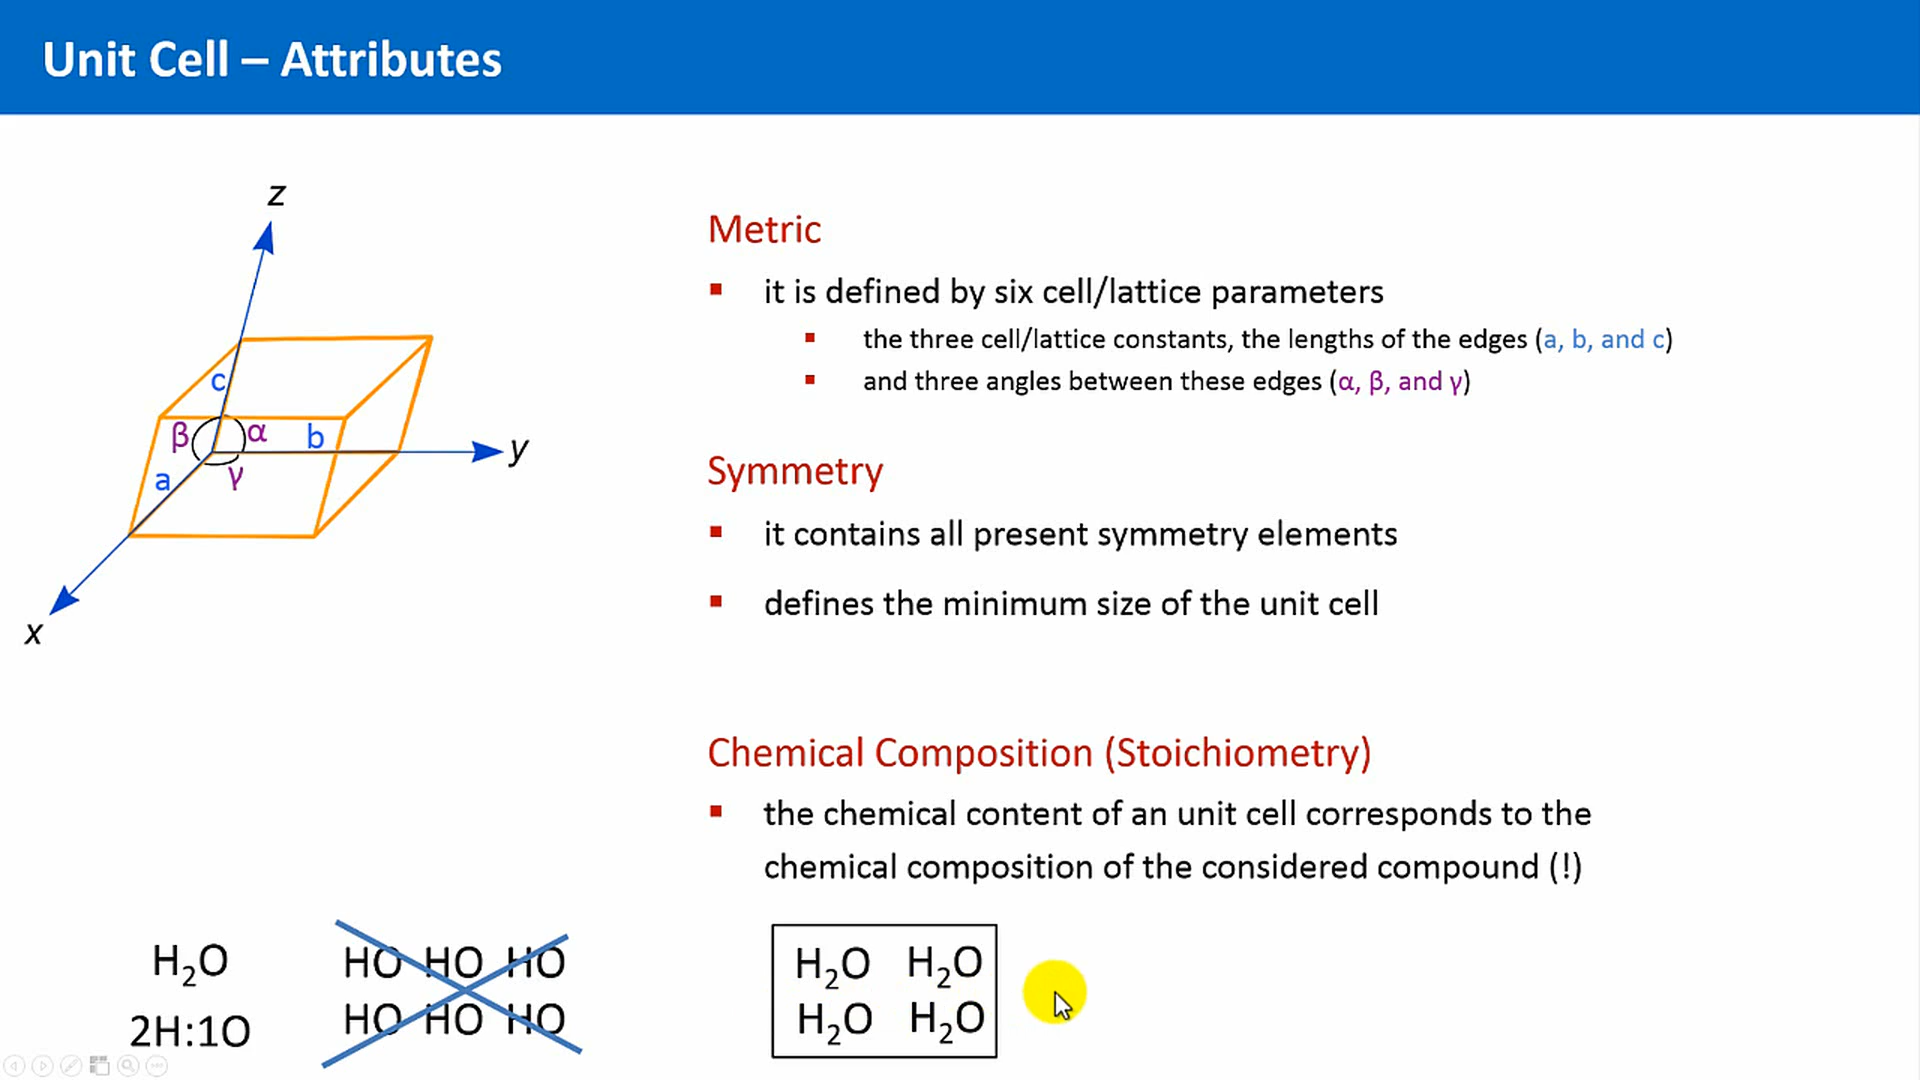 Unit Cell – Attributes
z
c
β
α
b
y
a
γ
x
Metric
it is defined by six cell/lattice parameters
the three cell/lattice constants, the lengths of the edges (a, b, and c)
and three angles between these edges (α, β, and γ)
Symmetry
it contains all present symmetry elements
defines the minimum size of the unit cell
Chemical Composition (Stoichiometry)
the chemical content of an unit cell corresponds to the
chemical composition of the considered compound (!)
H₂O
2H:1O
HO HO HO
HO HO HO
H₂O H₂O
H₂O H₂O